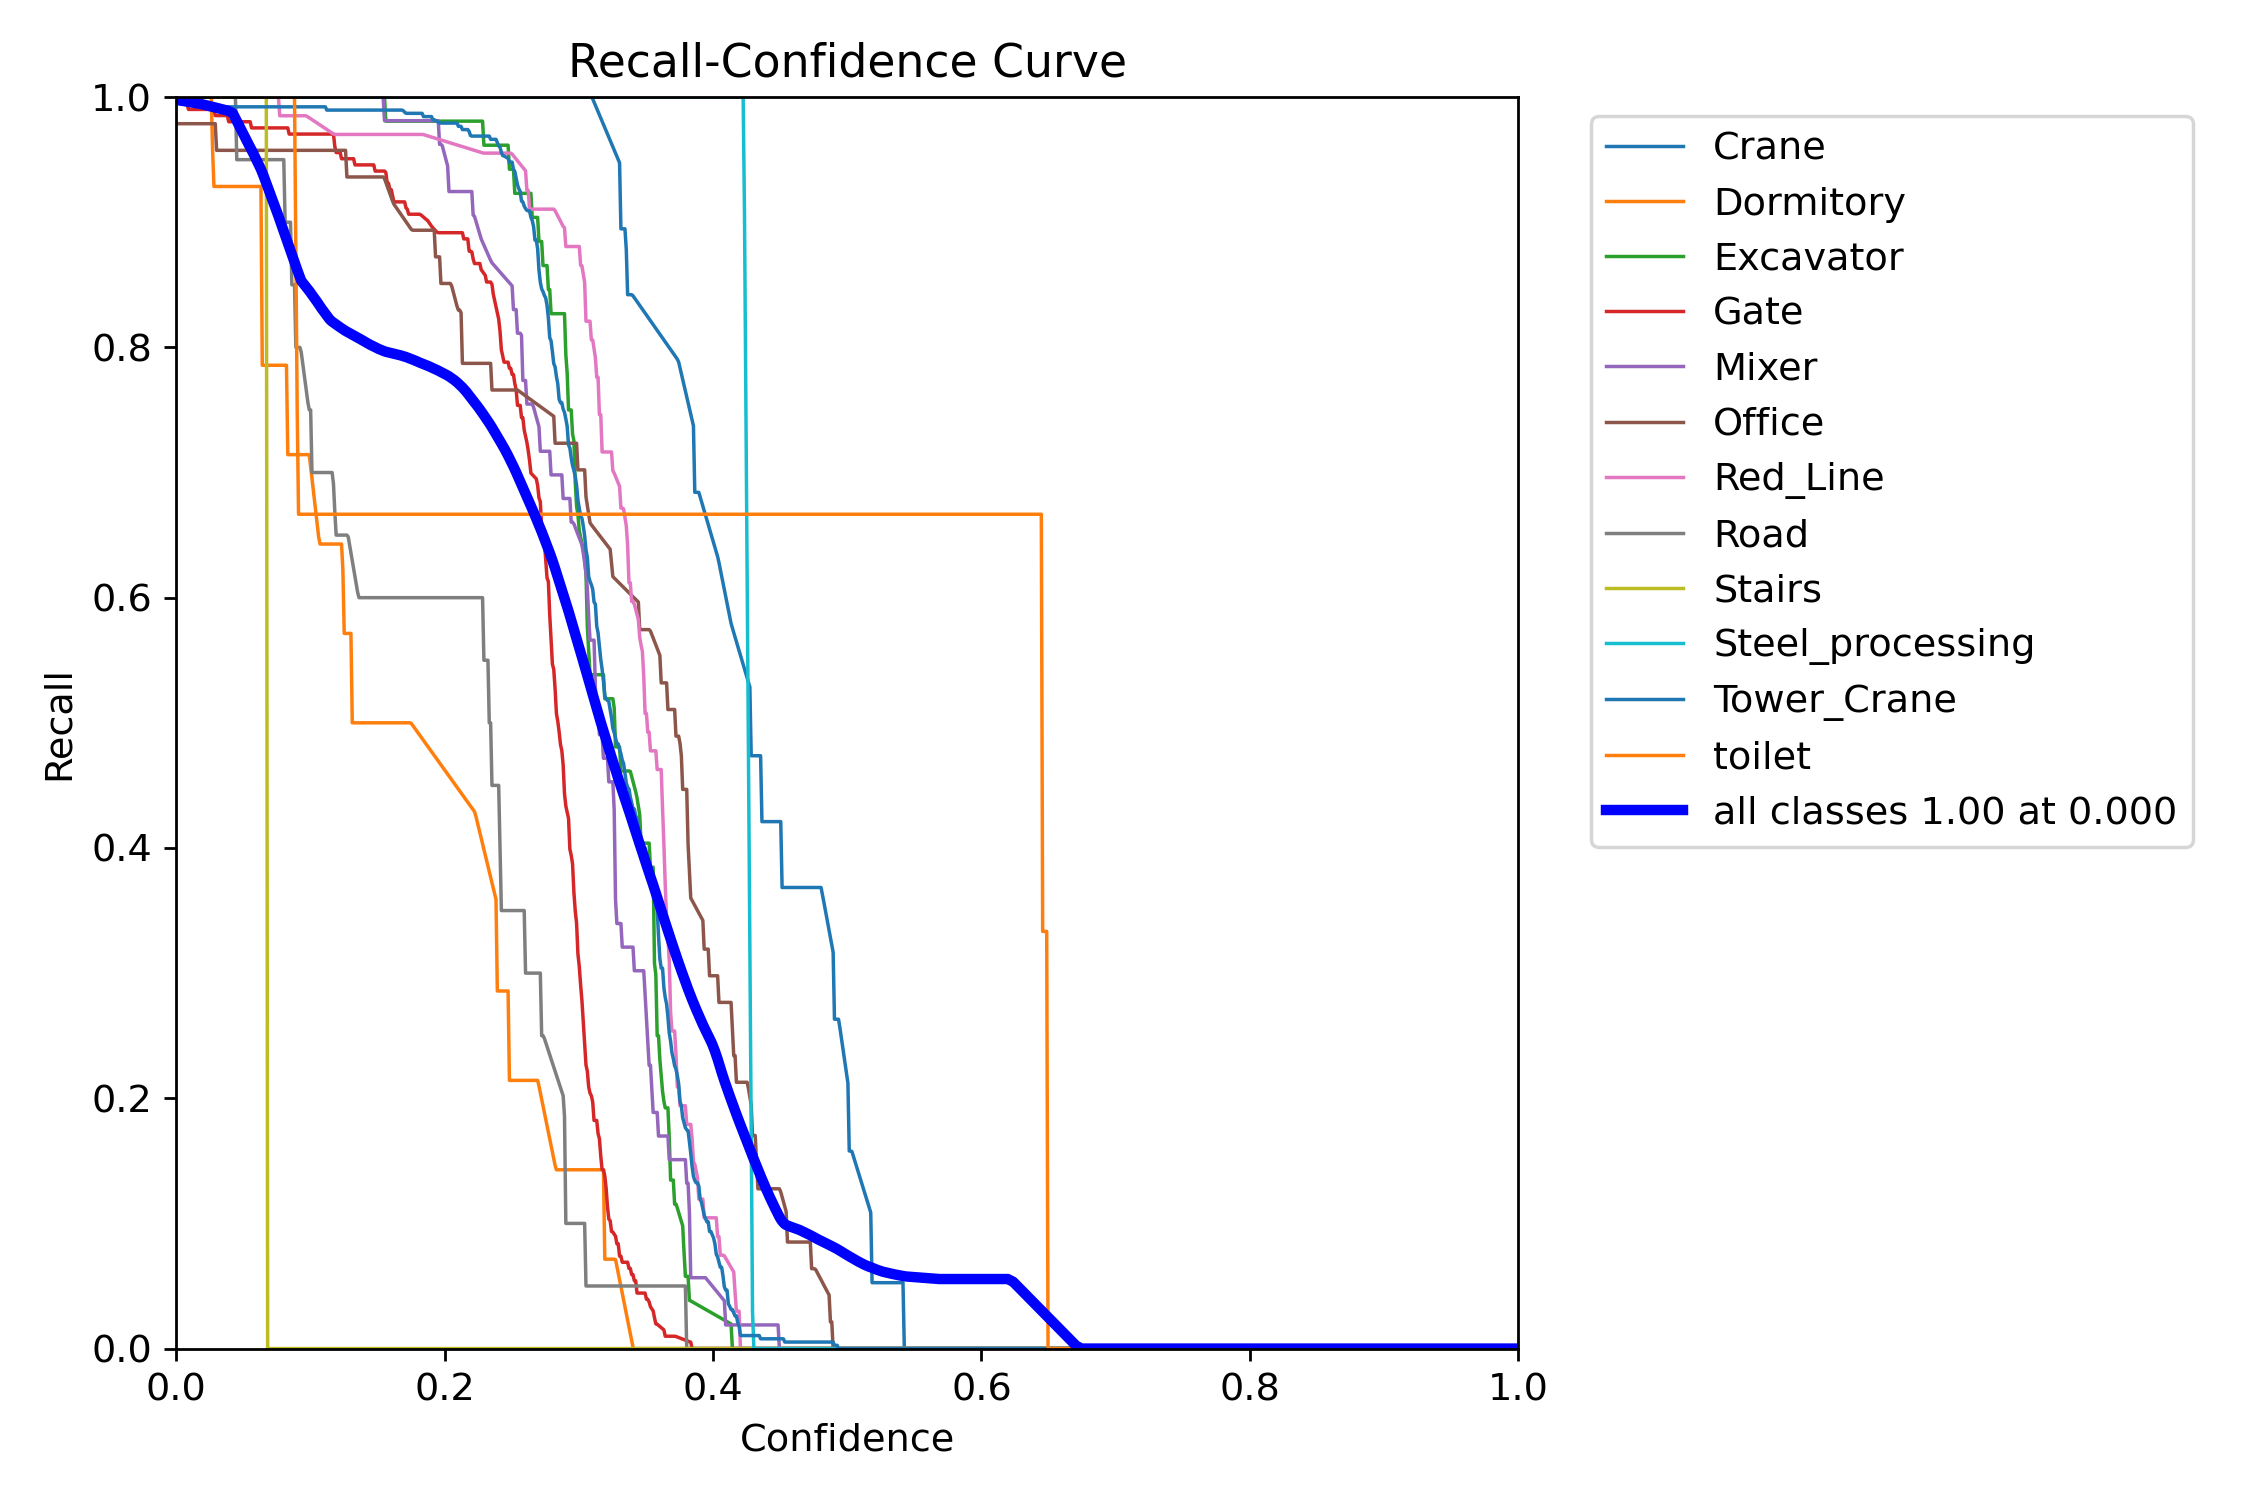 Recall-Confidence Curve
1.0
0.8
0.6
0.4
0.2
0.0
Recall
0.0 0.2 0.4 0.6 0.8 1.0
Confidence
Crane
Dormitory
Excavator
Gate
Mixer
Office
Red_Line
Road
Stairs
Steel_processing
Tower_Crane
toilet
all classes 1.00 at 0.000